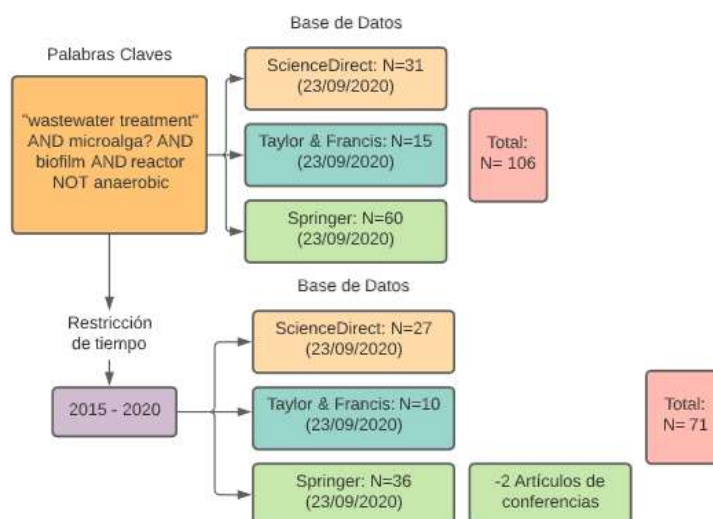 Base de Datos
Palabras Claves
ScienceDirect: N=31
(23/09/2020)
"wastewater treatment"
AND microalga? AND
biofilm AND reactor
NOT anaerobic
Taylor & Francis: N=15
(23/09/2020)
Total:
N= 106
Springer: N=60
(23/09/2020)
Base de Datos
Restricción
de tiempo
ScienceDirect: N=27
(23/09/2020)
2015 - 2020
Taylor & Francis: N=10
(23/09/2020)
Total:
N= 71
Springer: N=36
(23/09/2020)
-2 Artículos de
conferencias